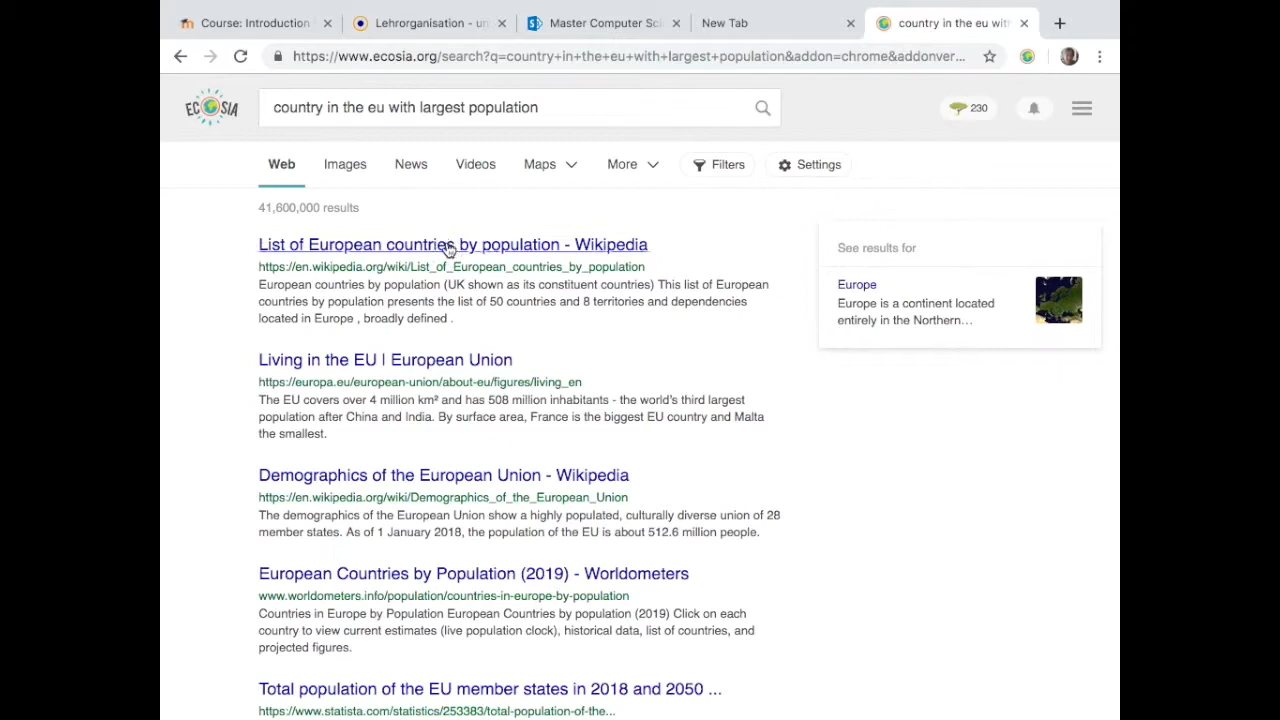 Course: Introduction
Lehrorganisation - un
Master Computer Sci
New Tab
country in the eu with
https://www.ecosia.org/search?q=country+in+the+eu+with+largest+population&addon=chrome&addonver...
ECOSIA
country in the eu with largest population
230
Web Images News Videos Maps More Filters Settings
41,600,000 results
List of European countries by population - Wikipedia
https://en.wikipedia.org/wiki/List_of_European_countries_by_population
European countries by population (UK shown as its constituent countries) This list of European
countries by population presents the list of 50 countries and 8 territories and dependencies
located in Europe , broadly defined .
See results for
Europe
Europe is a continent located
entirely in the Northern...
Living in the EU | European Union
https://europa.eu/european-union/about-eu/figures/living_en
The EU covers over 4 million km² and has 508 million inhabitants - the world's third largest
population after China and India. By surface area, France is the biggest EU country and Malta
the smallest.
Demographics of the European Union - Wikipedia
https://en.wikipedia.org/wiki/Demographics_of_the_European_Union
The demographics of the European Union show a highly populated, culturally diverse union of 28
member states. As of 1 January 2018, the population of the EU is about 512.6 million people.
European Countries by Population (2019) - Worldometers
www.worldometers.info/population/countries-in-europe-by-population
Countries in Europe by Population European Countries by population (2019) Click on each
country to view current estimates (live population clock), historical data, list of countries, and
projected figures.
Total population of the EU member states in 2018 and 2050 ...
https://www.statista.com/statistics/253383/total-population-of-the...